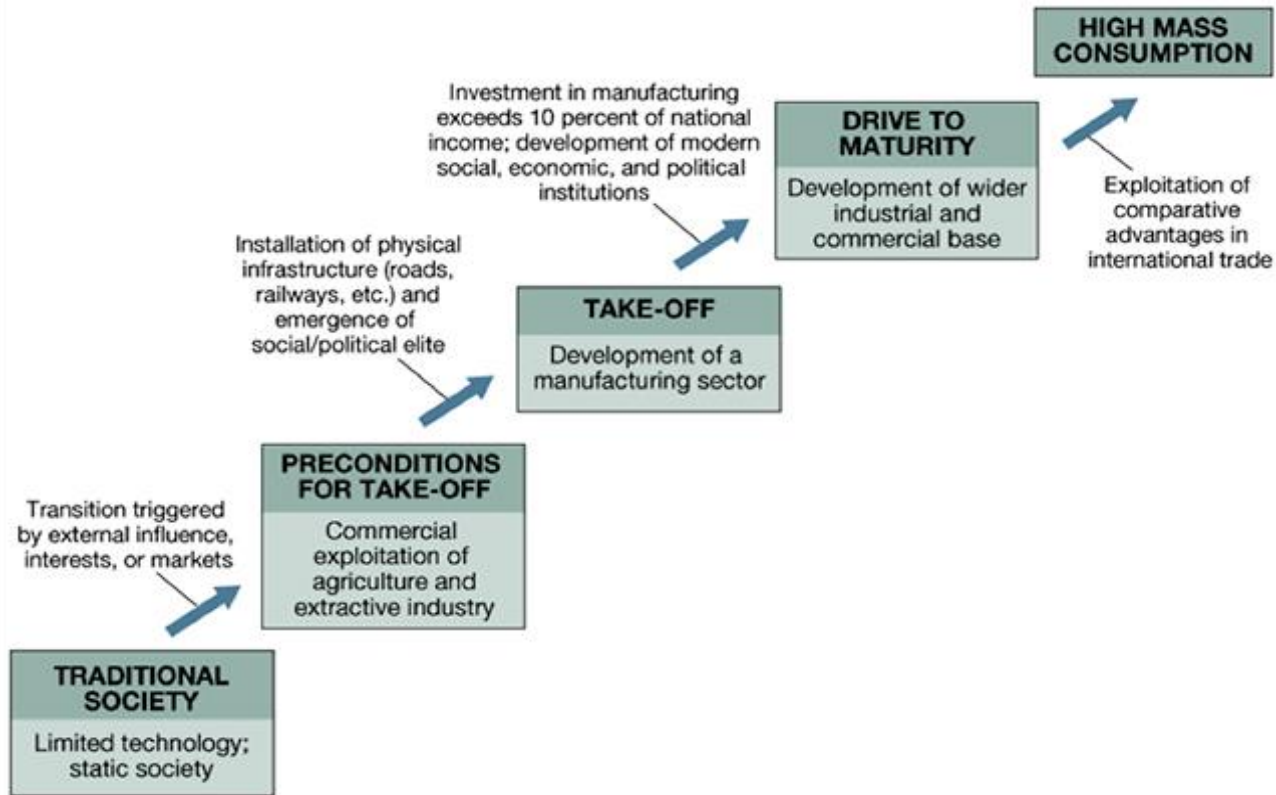 HIGH MASS
CONSUMPTION
Investment in manufacturing
exceeds 10 percent of national
income; development of modern
social, economic, and political
institutions
DRIVE TO
MATURITY
Development of wider
industrial and
commercial base
Exploitation of
comparative
advantages in
international trade
Installation of physical
infrastructure (roads,
railways, etc.) and
emergence of
social/political elite
TAKE-OFF
Development of a
manufacturing sector
PRECONDITIONS
FOR TAKE-OFF
Commercial
exploitation of
agriculture and
extractive industry
Transition triggered
by external influence,
interests, or markets
TRADITIONAL
SOCIETY
Limited technology;
static society